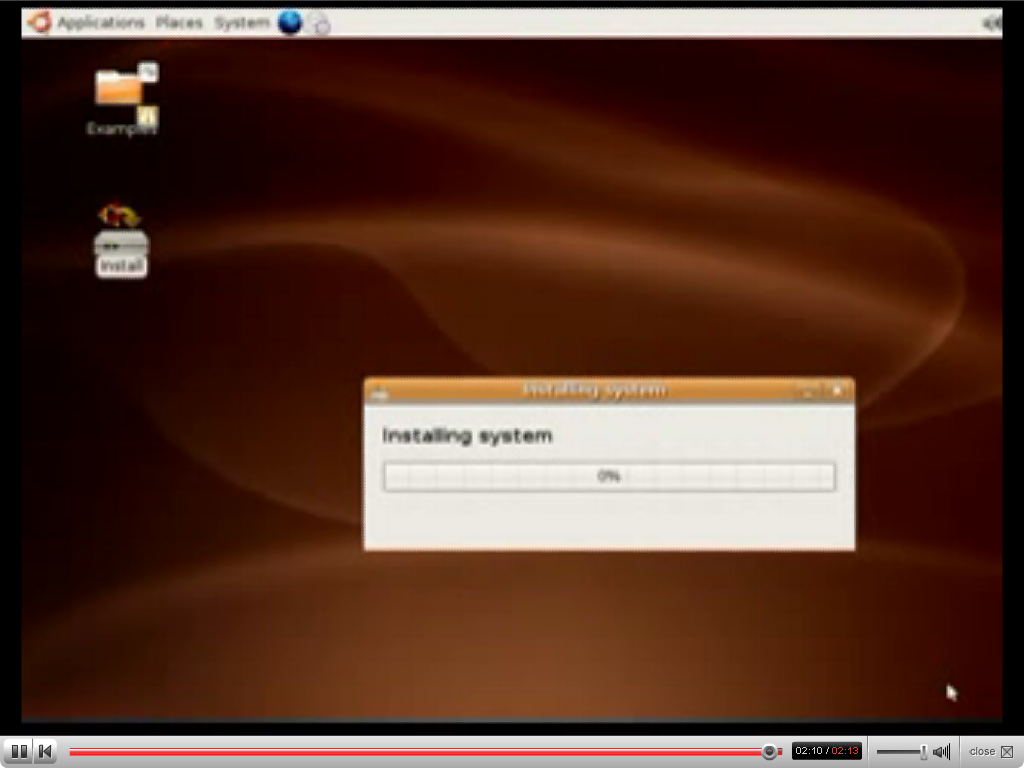 Applications Places System
Examples
Install
Installing system
Installing system
0%
02:10 / 02:13
close